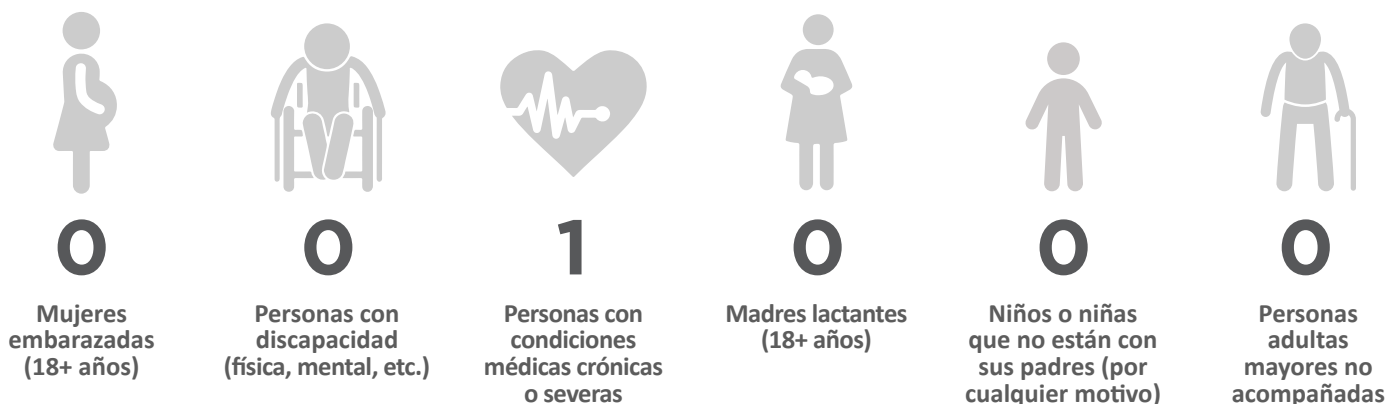 0
Mujeres
embarazadas
(18+ años)
0
Personas con
discapacidad
(física, mental, etc.)
1
Personas con
condiciones
médicas crónicas
o severas
0
Madres lactantes
(18+ años)
0
Niños o niñas
que no están con
sus padres (por
cualquier motivo)
0
Personas
adultas
mayores no
acompañadas